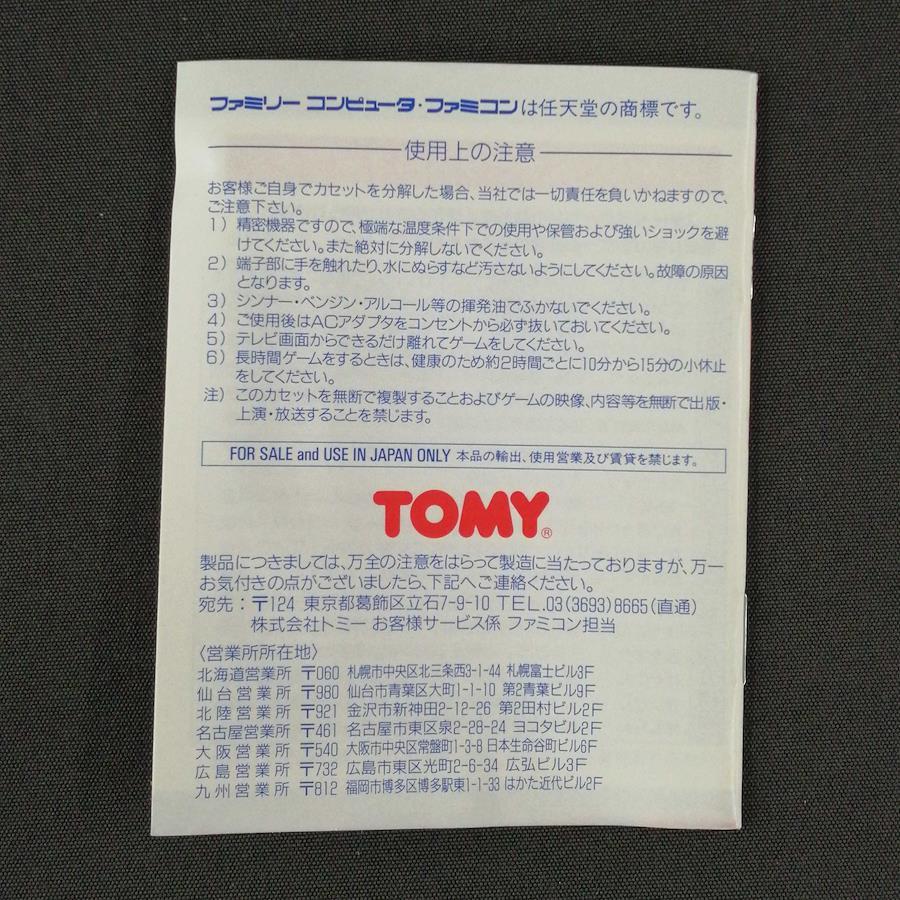 ファミリー コンピュータ・ファミコンは任天堂の商標です。
使用上の注意
お客様ご自身でカセットを分解した場合、当社では一切責任を負いかねますので、
ご注意下さい。
1） 精密機器ですので、極端な温度条件下での使用や保管および強いショックを避
けてください。また絶対に分解しないでください。
2） 端子部に手を触れたり、水にぬらすなど汚さないようにしてください。故障の原因
となります。
3） シンナー・ベンジン・アルコール等の揮発油でふかないでください。
4） ご使用後はACアダプタをコンセントから必ず抜いておいてください。
5） テレビ画面からできるだけ離れてゲームをしてください。
6） 長時間ゲームをするときは、健康のため約2時間ごとに10分から15分の小休止
をしてください。
注） このカセットを無断で複製することおよびゲームの映像、内容等を無断で出版・
上演・放送することを禁じます。
FOR SALE and USE IN JAPAN ONLY 本品の輸出、使用営業及び賃貸を禁じます。
TOMY®
製品につきましては、万全の注意をはらって製造に当たっておりますが、万一
お気付きの点がございましたら、下記へご連絡ください。
宛先：〒124 東京都葛飾区立石7-9-10 TEL.03(3693)8665(直通)
株式会社トミー お客様サービス係 ファミコン担当
〈営業所所在地〉
北海道営業所 〒060 札幌市中央区北三条西3-1-44 札幌富士ビル3F
仙台営業所 〒980 仙台市青葉区大町1-1-10 第2青葉ビル9F
北陸営業所 〒921 金沢市新神田2-12-26 第2田村ビル2F
名古屋営業所 〒461 名古屋市東区泉2-28-24 ヨコタビル2F
大阪営業所 〒540 大阪市中央区常盤町1-3-8 日本生命谷町ビル6F
広島営業所 〒732 広島市東区光町2-6-34 広弘ビル3F
九州営業所 〒812 福岡市博多区博多駅東1-1-33 はかた近代ビル2F